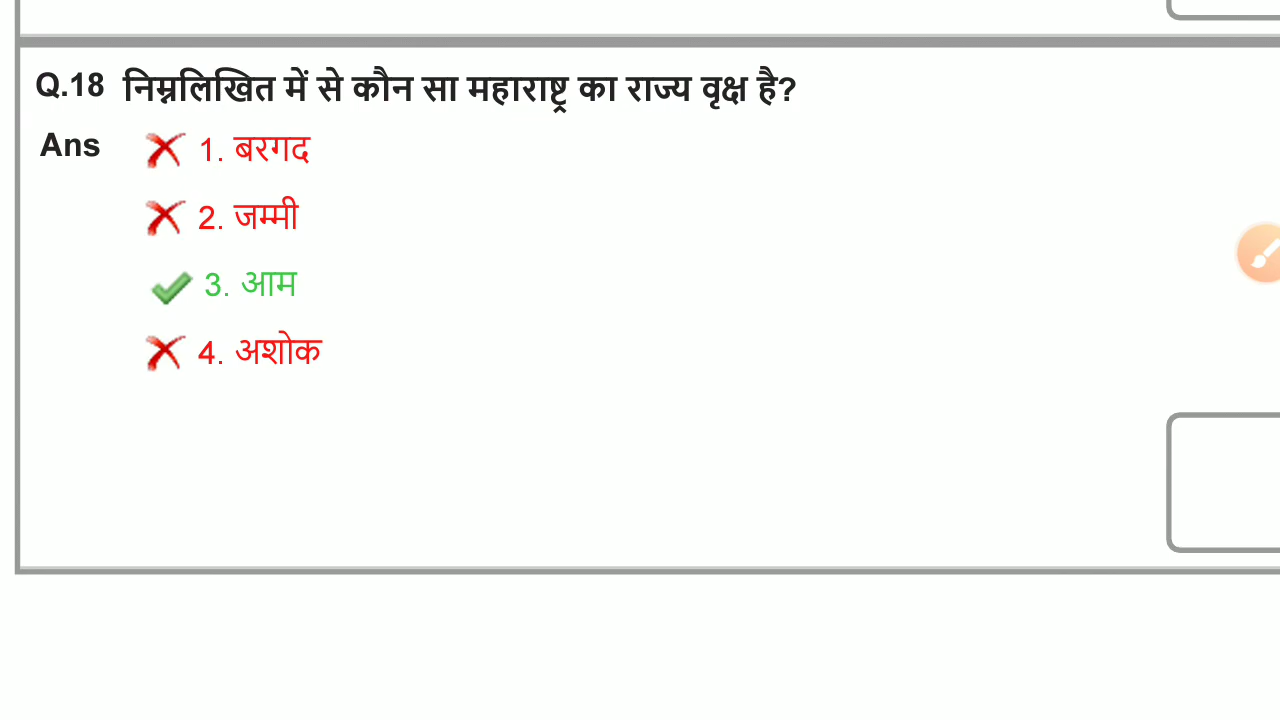 Q.18 निम्नलिखित में से कौन सा महाराष्ट्र का राज्य वृक्ष है?
Ans 1. बरगद
2. जम्मी
3. आम
4. अशोक